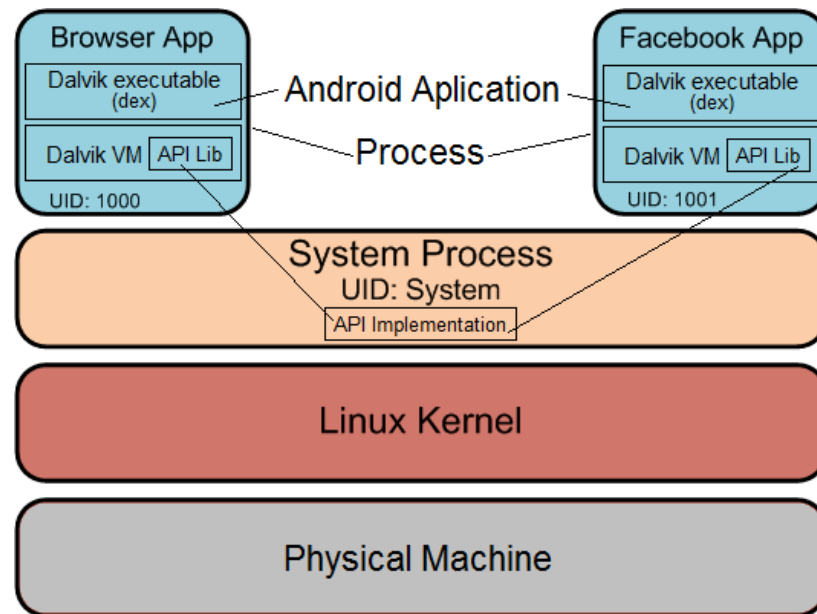 Browser App
Dalvik executable
(dex)
Dalvik VM
API Lib
UID: 1000
Android Aplication
Process
Facebook App
Dalvik executable
(dex)
Dalvik VM
API Lib
UID: 1001
System Process
UID: System
API Implementation
Linux Kernel
Physical Machine